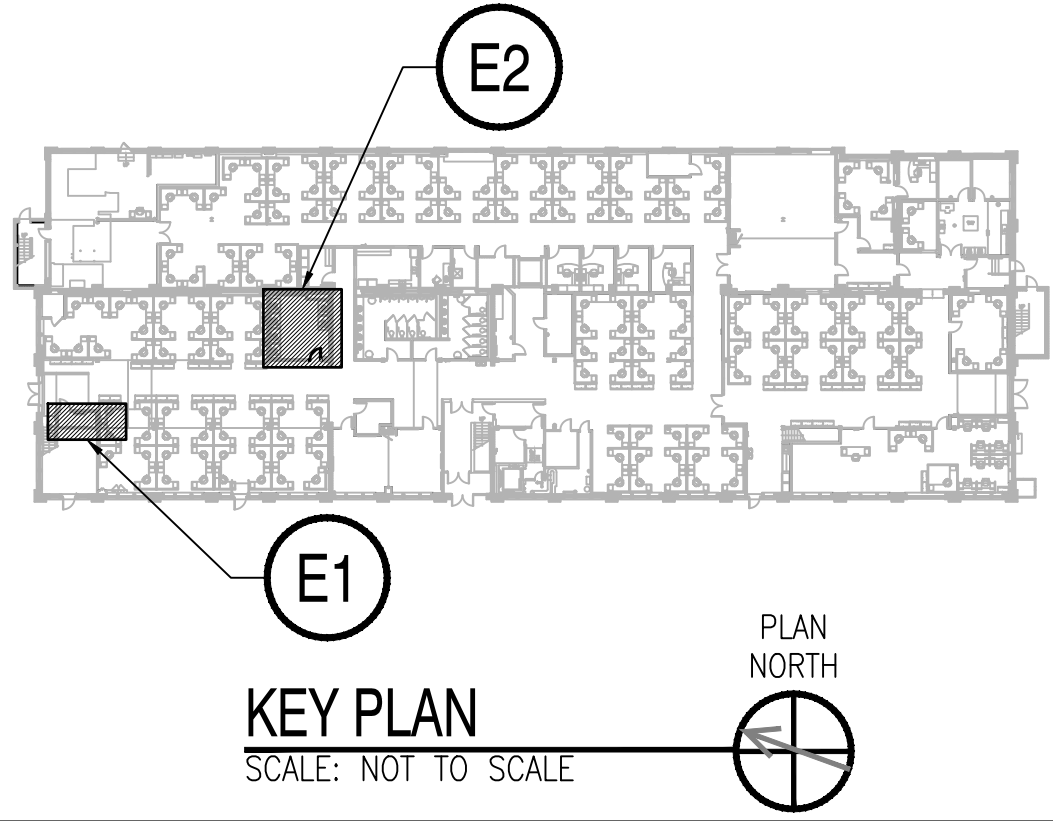 E2
E1
PLAN
NORTH
KEY PLAN
SCALE: NOT TO SCALE